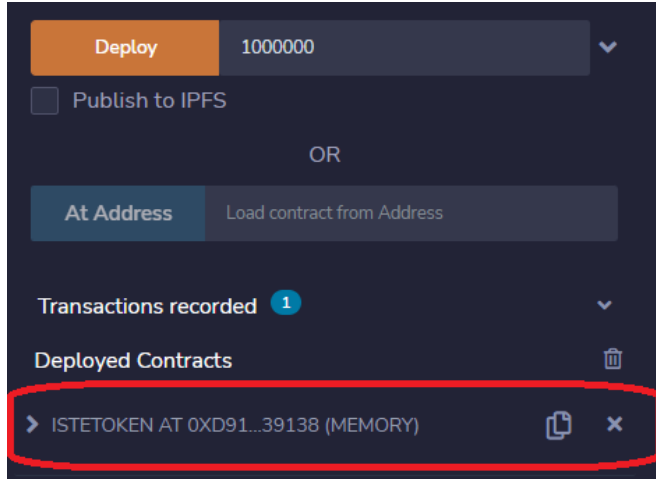 Deploy 1000000
Publish to IPFS
OR
At Address Load contract from Address
Transactions recorded 1
Deployed Contracts
ISTETOKEN AT 0XD91...39138 (MEMORY)